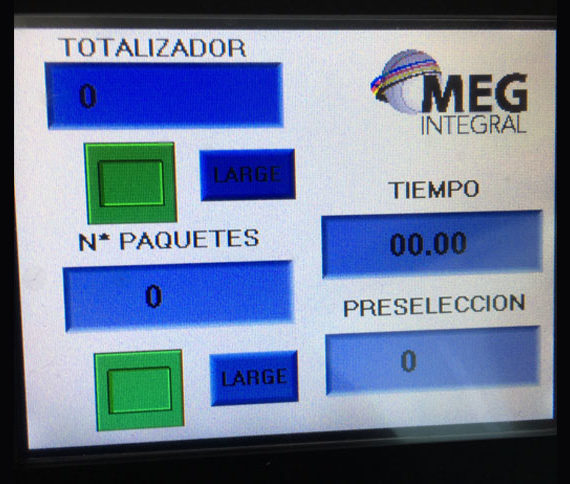 TOTALIZADOR
0
LARGE
N* PAQUETES
0
LARGE
MEG
INTEGRAL
TIEMPO
00.00
PRESELECCION
0